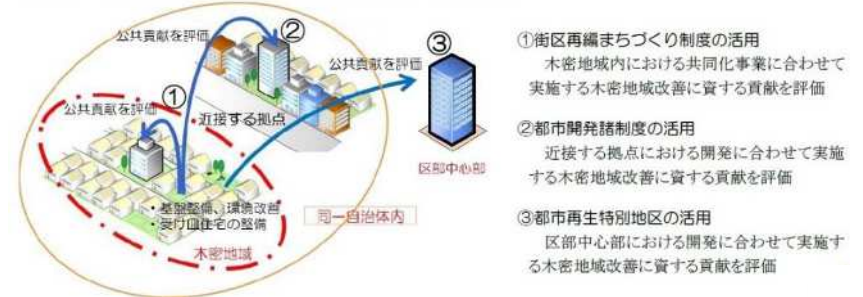 公共貢献を評価
②
③
公共貢献を評価
公共貢献を評価
①
近接する拠点
区部中心部
・基盤整備、環境改善
・受け皿住宅の整備
同一自治体内
木密地域
①街区再編まちづくり制度の活用
木密地域内における共同化事業に合わせて
実施する木密地域改善に資する貢献を評価
②都市開発諸制度の活用
近接する拠点における開発に合わせて実施
する木密地域改善に資する貢献を評価
③都市再生特別地区の活用
区部中心部における開発に合わせて実施す
る木密地域改善に資する貢献を評価